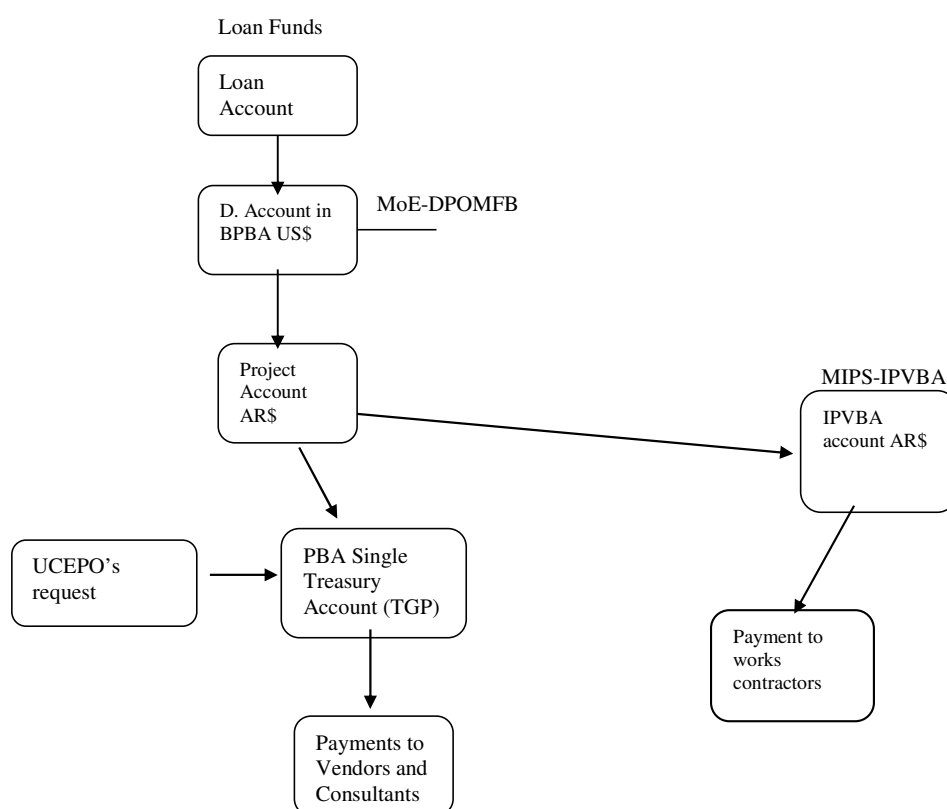 Loan Funds
Loan
Account
D. Account in
BPBA US$
MoE-DPOMFB
Project
Account
AR$
MIPS-IPVBA
IPVBA
account AR$
UCEPO’s
request
PBA Single
Treasury
Account (TGP)
Payment to
works
contractors
Payments to
Vendors and
Consultants